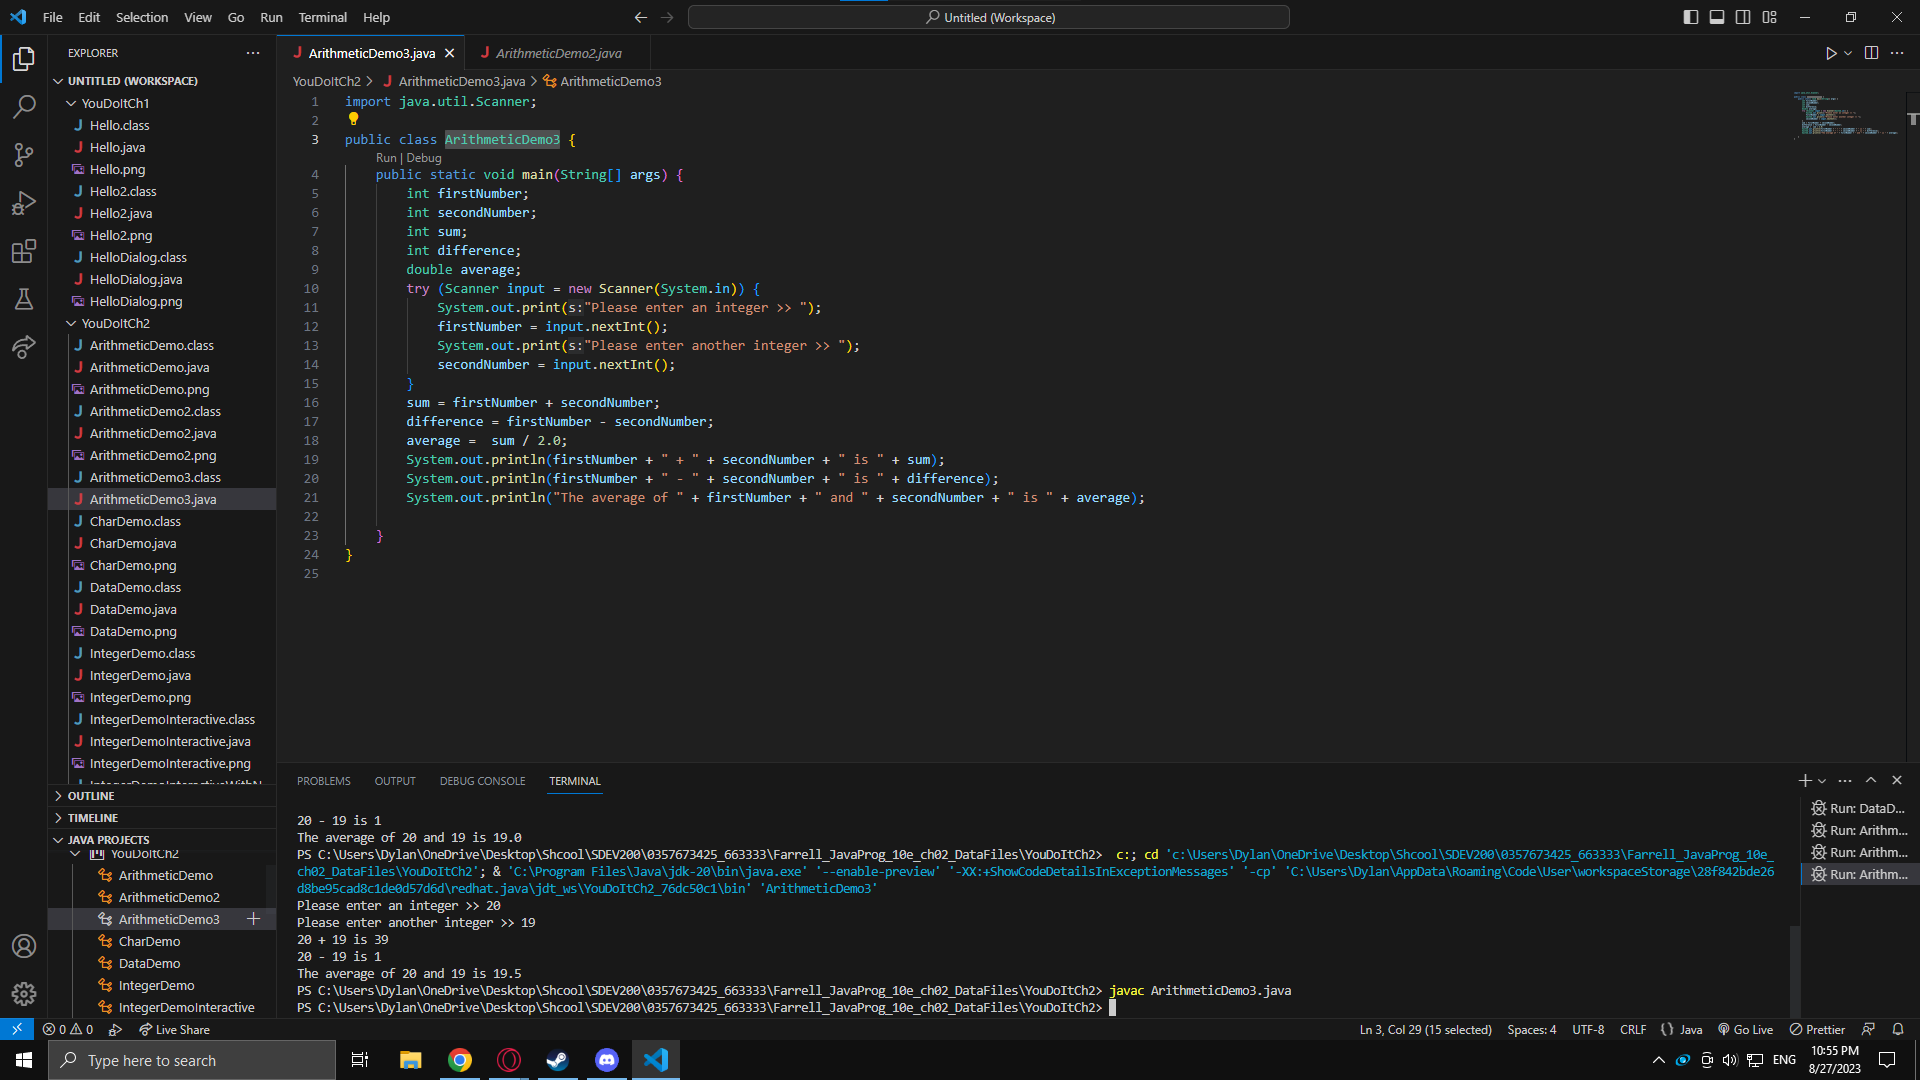 File Edit Selection View Go Run Terminal Help
Untitled (Workspace)
EXPLORER
UNTITLED (WORKSPACE)
YouDoItCh1
Hello.class
Hello.java
Hello.png
Hello2.class
Hello2.java
Hello2.png
HelloDialog.class
HelloDialog.java
HelloDialog.png
YouDoItCh2
ArithmeticDemo.class
ArithmeticDemo.java
ArithmeticDemo.png
ArithmeticDemo2.class
ArithmeticDemo2.java
ArithmeticDemo2.png
ArithmeticDemo3.class
ArithmeticDemo3.java
CharDemo.class
CharDemo.java
CharDemo.png
DataDemo.class
DataDemo.java
DataDemo.png
IntegerDemo.class
IntegerDemo.java
IntegerDemo.png
IntegerDemoInteractive.class
IntegerDemoInteractive.java
IntegerDemoInteractive.png
OUTLINE
TIMELINE
JAVA PROJECTS
YouDoItCh2
ArithmeticDemo
ArithmeticDemo2
ArithmeticDemo3
CharDemo
DataDemo
IntegerDemo
IntegerDemoInteractive
ArithmeticDemo3.java ArithmeticDemo2.java
YouDoItCh2 > ArithmeticDemo3.java > ArithmeticDemo3
1 import java.util.Scanner;
2
3 public class ArithmeticDemo3 {
Run | Debug
4 public static void main(String[] args) {
5 int firstNumber;
6 int secondNumber;
7 int sum;
8 int difference;
9 double average;
10 try (Scanner input = new Scanner(System.in)) {
11 System.out.print(s:"Please enter an integer >> ");
12 firstNumber = input.nextInt();
13 System.out.print(s:"Please enter another integer >> ");
14 secondNumber = input.nextInt();
15 }
16 sum = firstNumber + secondNumber;
17 difference = firstNumber - secondNumber;
18 average =  sum / 2.0;
19 System.out.println(firstNumber + " + " + secondNumber + " is " + sum);
20 System.out.println(firstNumber + " - " + secondNumber + " is " + difference);
21 System.out.println("The average of " + firstNumber + " and " + secondNumber + " is " + average);
22
23 }
24 }
25
PROBLEMS OUTPUT DEBUG CONSOLE TERMINAL
20 - 19 is 1
The average of 20 and 19 is 19.0
PS C:\Users\Dylan\OneDrive\Desktop\Shcool\SDEV200\0357673425_663333\Farrell_JavaProg_10e_ch02_DataFiles\YouDoItCh2>  c:; cd 'c:\Users\Dylan\OneDrive\Desktop\Shcool\SDEV200\0357673425_663333\Farrell_JavaProg_10e_
ch02_DataFiles\YouDoItCh2'; & 'C:\Program Files\Java\jdk-20\bin\java.exe' '--enable-preview' '-XX:+ShowCodeDetailsInExceptionMessages' '-cp' 'C:\Users\Dylan\AppData\Roaming\Code\User\workspaceStorage\28f842bde26
d8be95cad8c1de0d57d6d\redhat.java\jdt_ws\YouDoItCh2_76dc50c1\bin' 'ArithmeticDemo3'
Please enter an integer >> 20
Please enter another integer >> 19
20 + 19 is 39
20 - 19 is 1
The average of 20 and 19 is 19.5
PS C:\Users\Dylan\OneDrive\Desktop\Shcool\SDEV200\0357673425_663333\Farrell_JavaProg_10e_ch02_DataFiles\YouDoItCh2> javac ArithmeticDemo3.java
PS C:\Users\Dylan\OneDrive\Desktop\Shcool\SDEV200\0357673425_663333\Farrell_JavaProg_10e_ch02_DataFiles\YouDoItCh2>
Run: DataD...
Run: Arithm...
Run: Arithm...
Run: Arithm...
0 0 Live Share
Ln 3, Col 29 (15 selected) Spaces: 4 UTF-8 CRLF {} Java Go Live Prettier
Type here to search
ENG
10:55 PM
8/27/2023